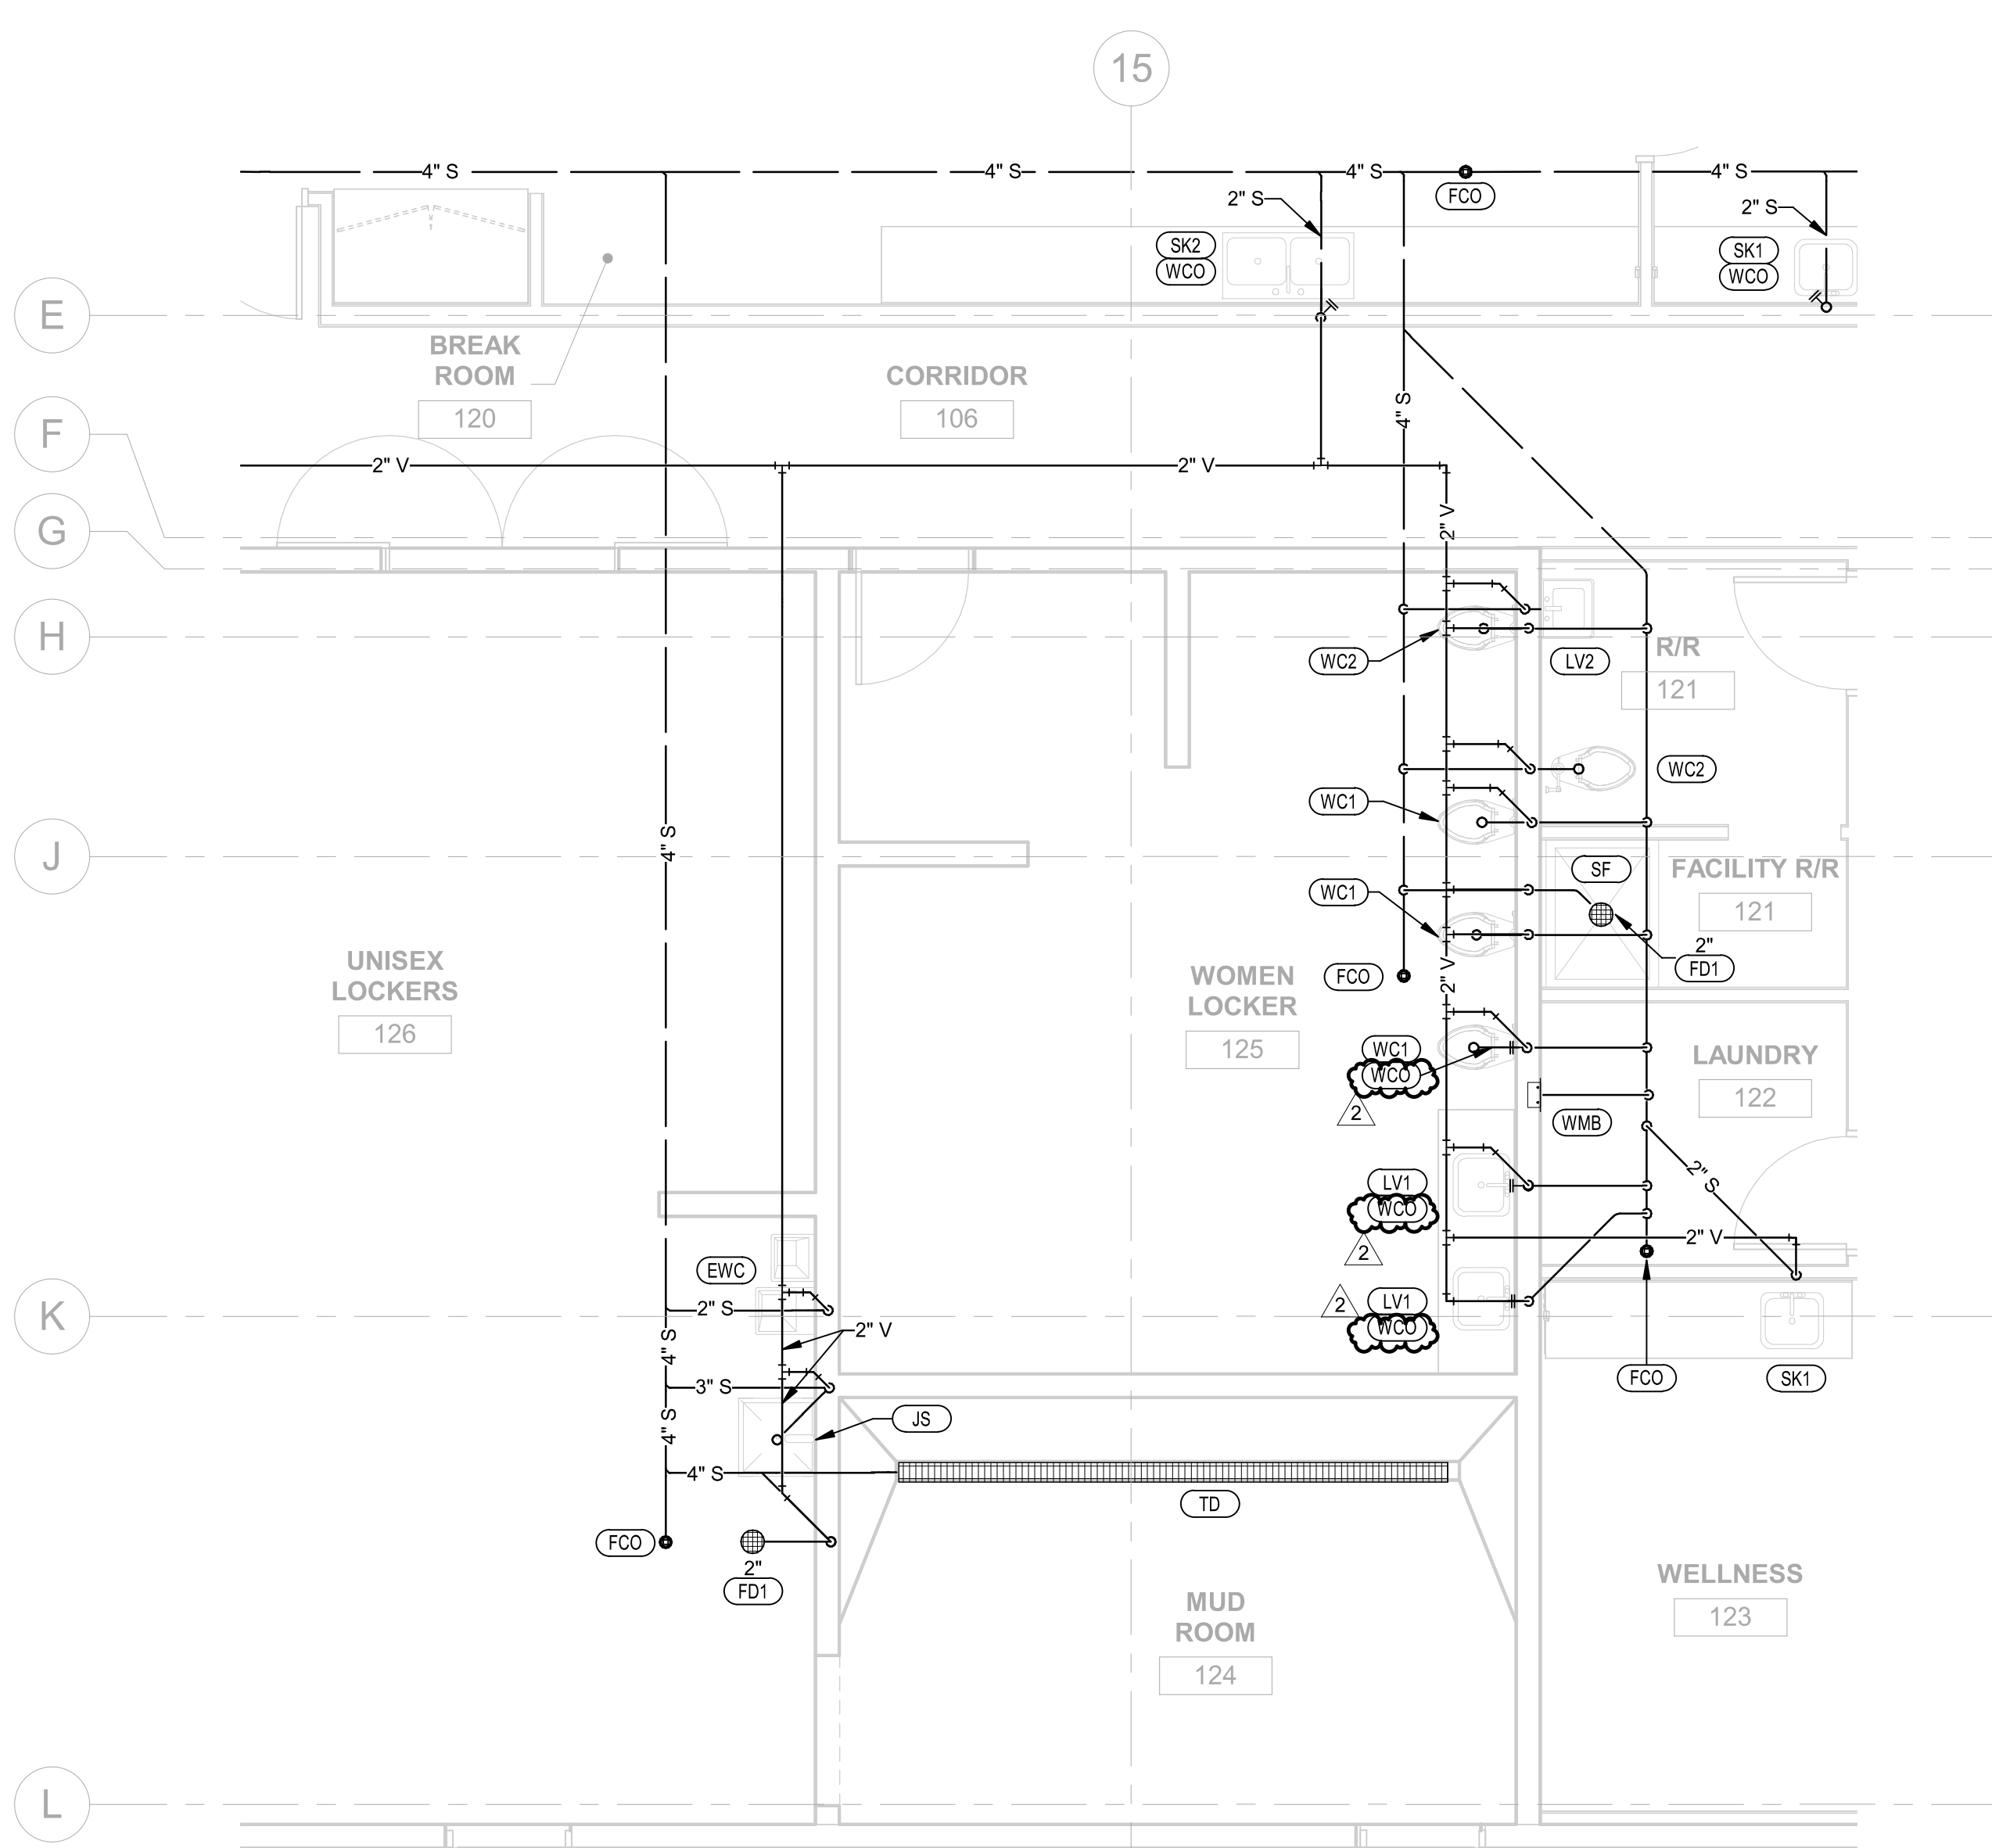 15
4" S
4" S
4" S
4" S
FCO
2" S
2" S
SK2
WCO
SK1
WCO
E
BREAK
ROOM
120
CORRIDOR
106
F
4" S
2" V
2" V
G
2" V
H
WC2
LV2
R/R
121
WC2
WC1
J
4" S
SF
FACILITY R/R
121
WC1
2"
FD1
UNISEX
LOCKERS
126
WOMEN
LOCKER
125
FCO
2" V
WC1
WCO
2
LAUNDRY
122
WMB
LV1
WCO
2
2" S
2" V
EWC
2" S
K
2
LV1
WCO
2" V
4" S
3" S
FCO
SK1
JS
4" S
4" S
TD
FCO
2"
FD1
MUD
ROOM
124
WELLNESS
123
L